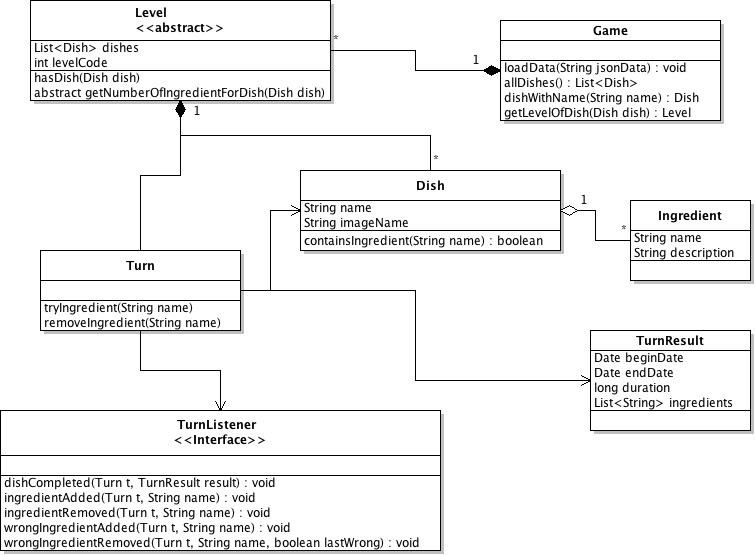 Level
<<abstract>>
List<Dish> dishes
int levelCode
hasDish(Dish dish)
abstract getNumberOfIngredientForDish(Dish dish)
*
1
Game
loadData(String jsonData) : void
allDishes() : List<Dish>
dishWithName(String name) : Dish
getLevelOfDish(Dish dish) : Level
1
*
Dish
String name
String imageName
containsIngredient(String name) : boolean
1
*
Ingredient
String name
String description
Turn
tryIngredient(String name)
removeIngredient(String name)
TurnResult
Date beginDate
Date endDate
long duration
List<String> ingredients
TurnListener
<<Interface>>
dishCompleted(Turn t, TurnResult result) : void
ingredientAdded(Turn t, String name) : void
ingredientRemoved(Turn t, String name) : void
wrongIngredientAdded(Turn t, String name) : void
wrongIngredientRemoved(Turn t, String name, boolean lastWrong) : void